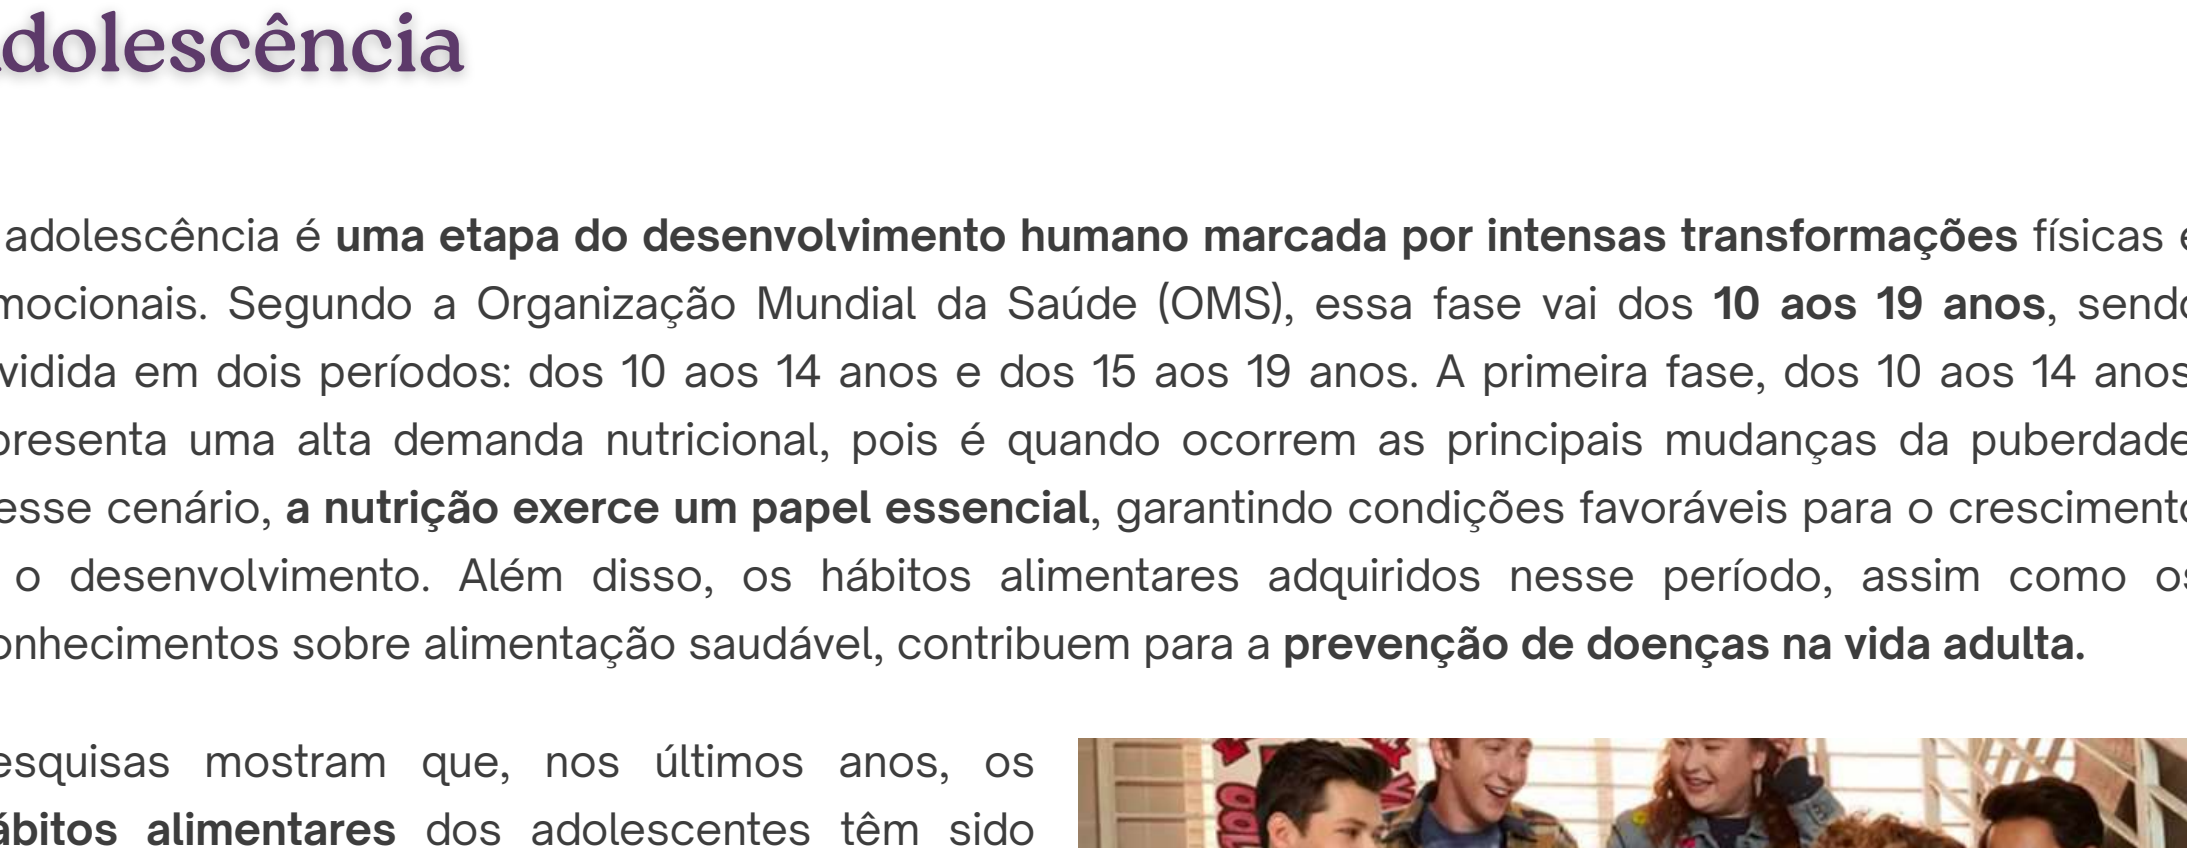 dolescência
adolescência é uma etapa do desenvolvimento humano marcada por intensas transformações físicas e
mocionais. Segundo a Organização Mundial da Saúde (OMS), essa fase vai dos 10 aos 19 anos, sendo
vidida em dois períodos: dos 10 aos 14 anos e dos 15 aos 19 anos. A primeira fase, dos 10 aos 14 anos
presenta uma alta demanda nutricional, pois é quando ocorrem as principais mudanças da puberdade
esse cenário, a nutrição exerce um papel essencial, garantindo condições favoráveis para o crescimento
o desenvolvimento. Além disso, os hábitos alimentares adquiridos nesse período, assim como os
onhecimentos sobre alimentação saudável, contribuem para a prevenção de doenças na vida adulta.
esquisas mostram que, nos últimos anos, os
ábitos alimentares dos adolescentes têm sido